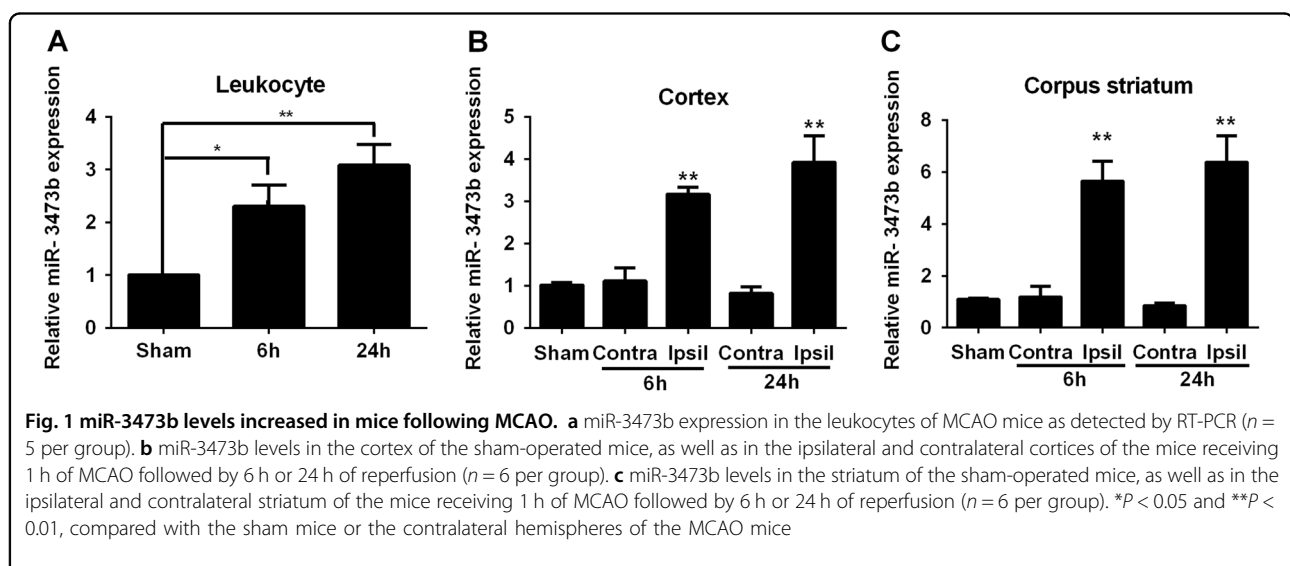 A
B
C
Leukocyte
Relative miR-3473b expression
4
3
2
1
0
**
*
Sham 6h 24h
Cortex
Relative miR- 3473b expression
5
4
3
2
1
0
**
**
Sham Contra Ipsil Contra Ipsil
6h 24h
Corpus striatum
Relative miR- 3473b expression
8
6
4
2
0
**
**
Sham Contra Ipsil Contra Ipsil
6h 24h
Fig. 1 miR-3473b levels increased in mice following MCAO. a miR-3473b expression in the leukocytes of MCAO mice as detected by RT-PCR (n =
5 per group). b miR-3473b levels in the cortex of the sham-operated mice, as well as in the ipsilateral and contralateral cortices of the mice receiving
1 h of MCAO followed by 6 h or 24 h of reperfusion (n = 6 per group). c miR-3473b levels in the striatum of the sham-operated mice, as well as in the
ipsilateral and contralateral striatum of the mice receiving 1 h of MCAO followed by 6 h or 24 h of reperfusion (n = 6 per group). *P < 0.05 and **P <
0.01, compared with the sham mice or the contralateral hemispheres of the MCAO mice